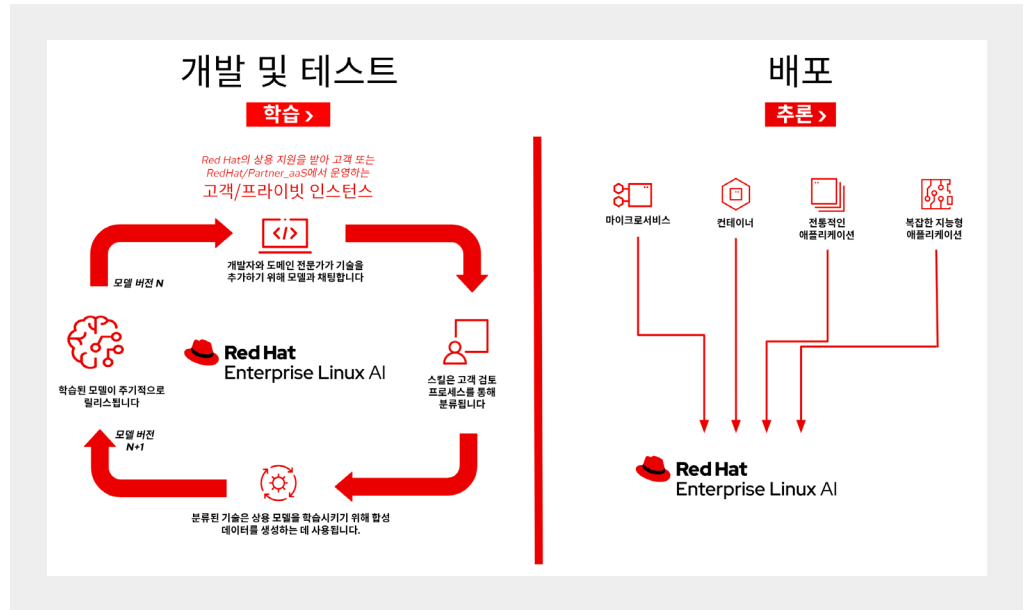 개발 및 테스트
학습 ›
Red Hat의 상용 지원을 받아 고객 또는
RedHat/Partner_aaS에서 운영하는
고객/프라이빗 인스턴스
</>
개발자와 도메인 전문가가 기술을
추가하기 위해 모델과 채팅합니다
모델 버전 N
Red Hat
Enterprise Linux AI
학습된 모델이 주기적으로
릴리스됩니다
스킬은 고객 검토
프로세스를 통해
분류됩니다
모델 버전
N+1
분류된 기술은 상용 모델을 학습시키기 위해 합성
데이터를 생성하는 데 사용됩니다.
배포
추론 ›
마이크로서비스
컨테이너
전통적인
애플리케이션
복잡한 지능형
애플리케이션
Red Hat
Enterprise Linux AI